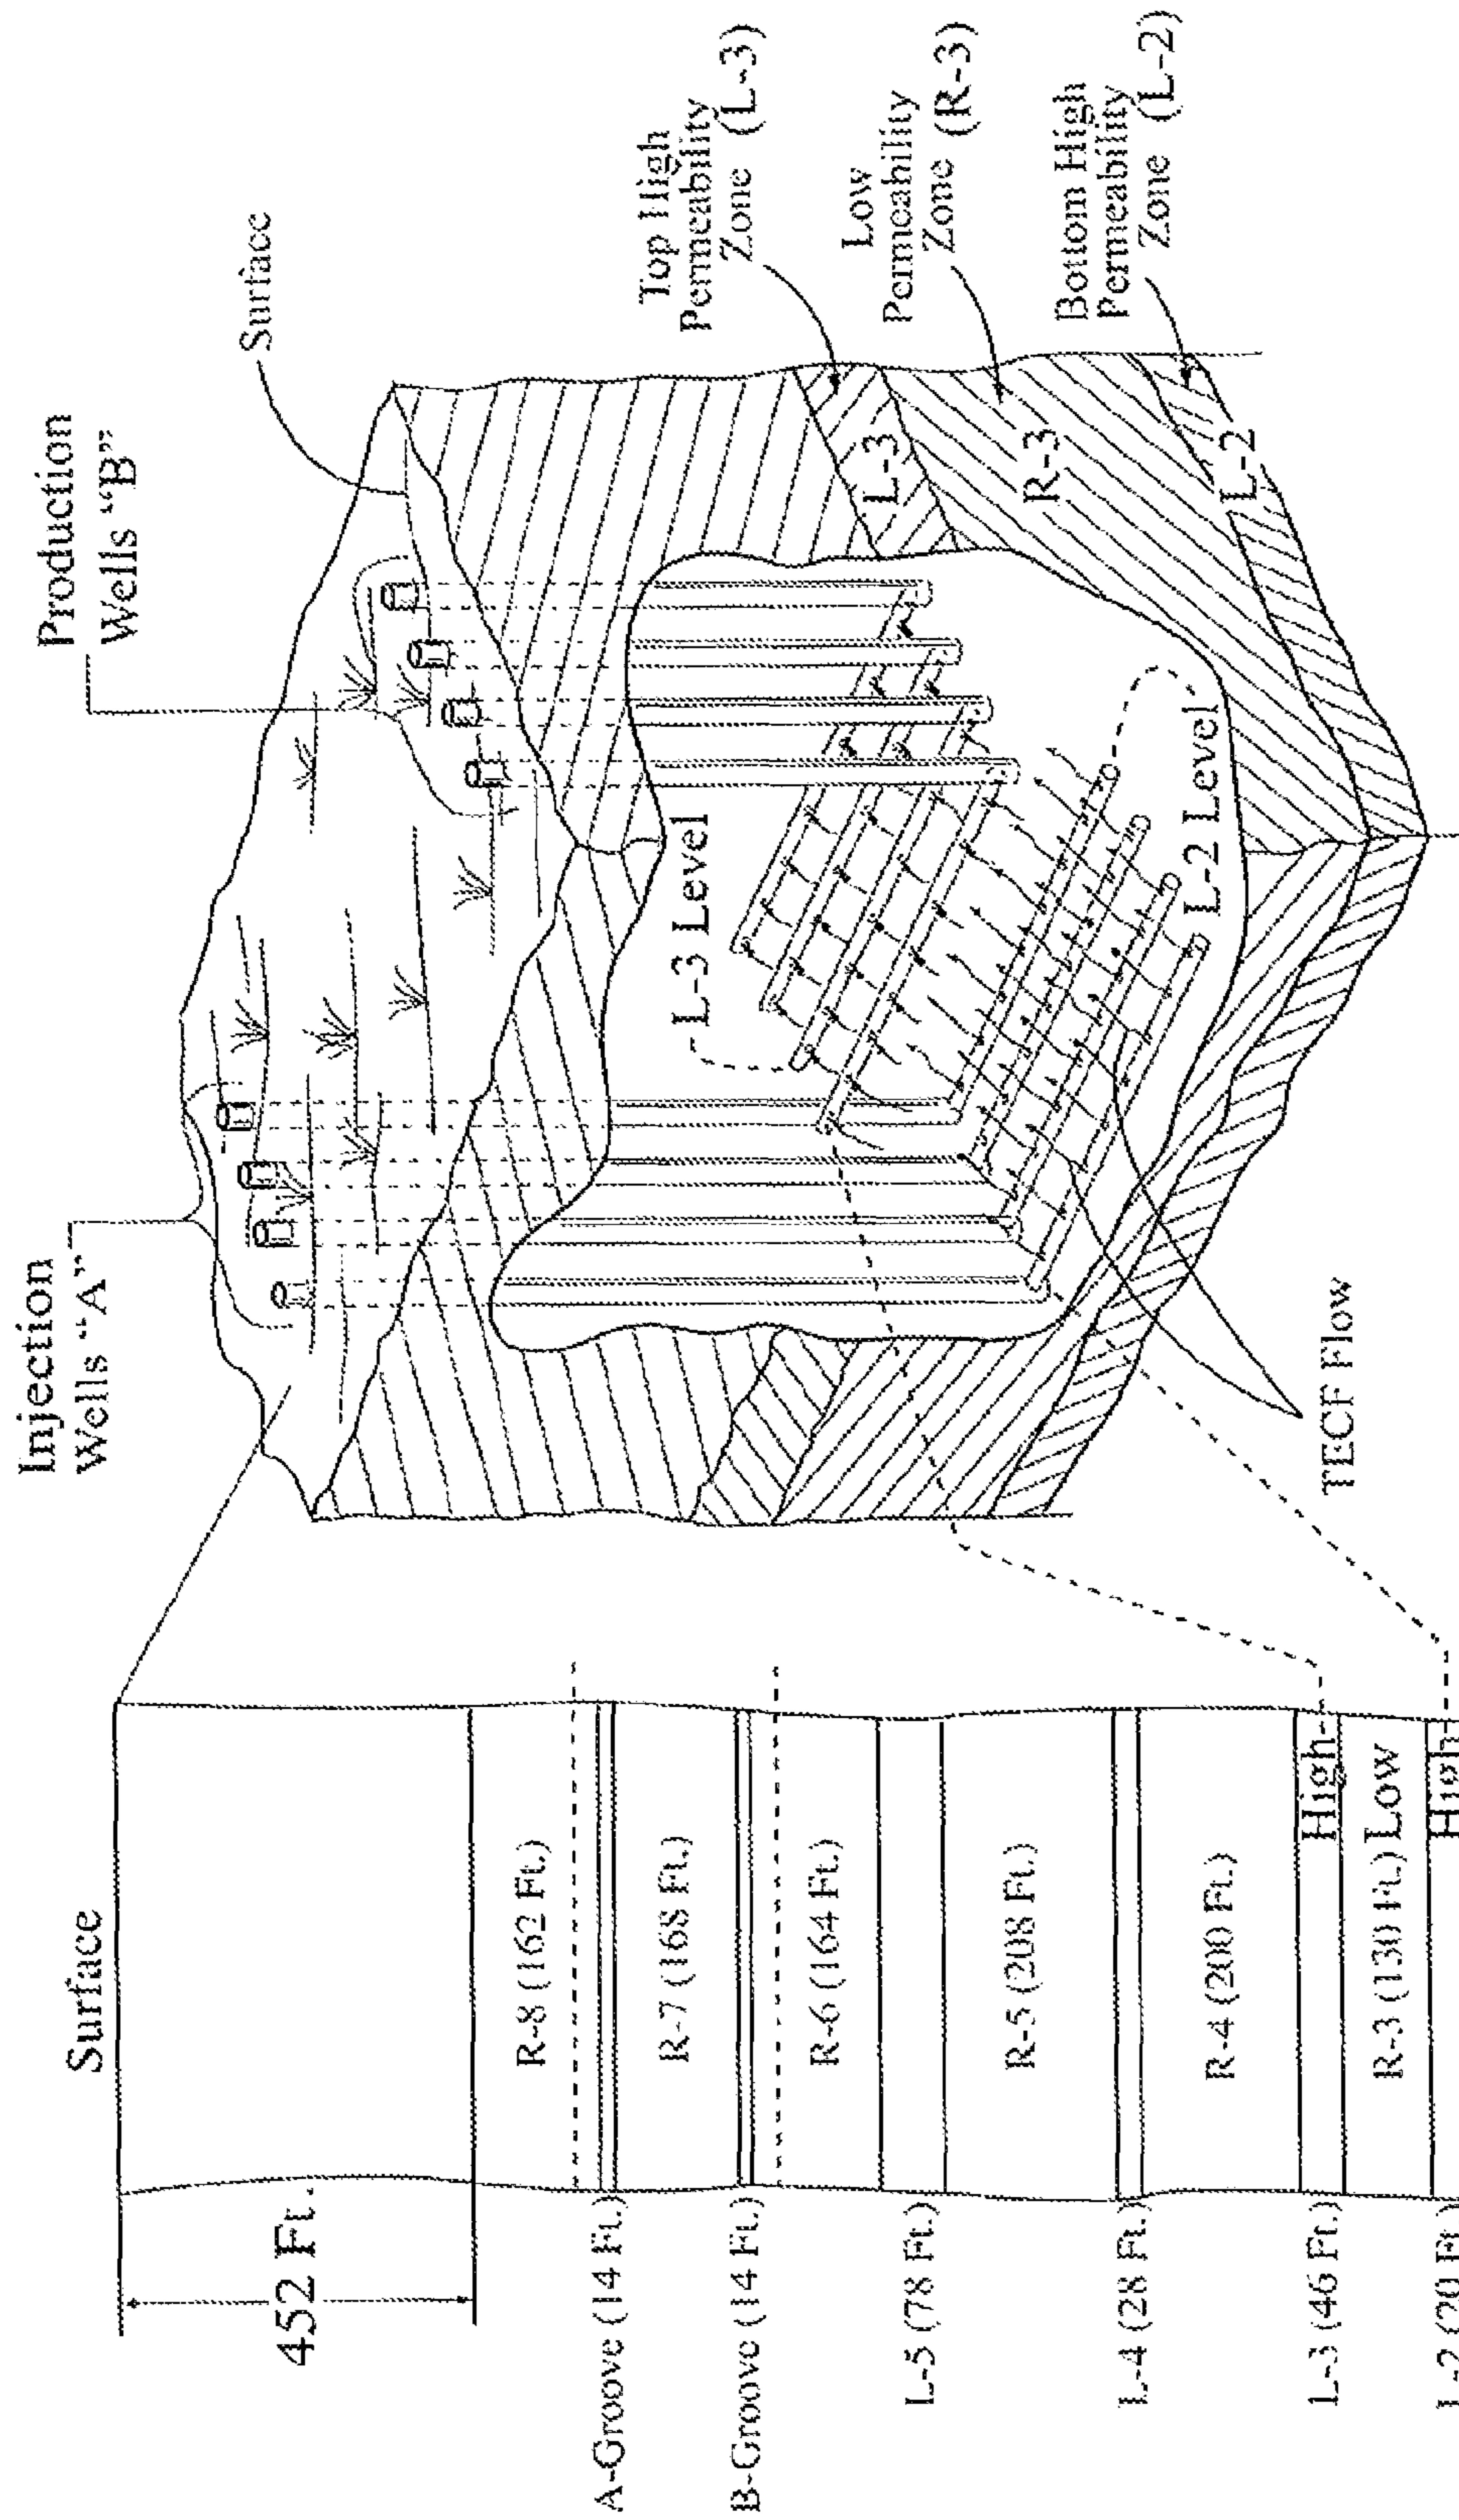 Injection
Wells "A"
Production
Wells "B"
Surface
Surface
452 Ft.
R-8 (162 Ft.)
A-Groove (14 Ft.)
R-7 (168 Ft.)
B-Groove (14 Ft.)
R-6 (164 Ft.)
L-5 (78 Ft.)
R-5 (208 Ft.)
L-4 (28 Ft.)
R-4 (200 Ft.)
L-3 (46 Ft.)
High
R-3 (130 Ft.) Low
L-2 (20 Ft.)
High
L-3 Level
L-2 Level
TECF Flow
L-3
R-3
L-2
Top High
Permeability
Zone (L-3)
Low
Permeability
Zone (R-3)
Bottom High
Permeability
Zone (L-2)